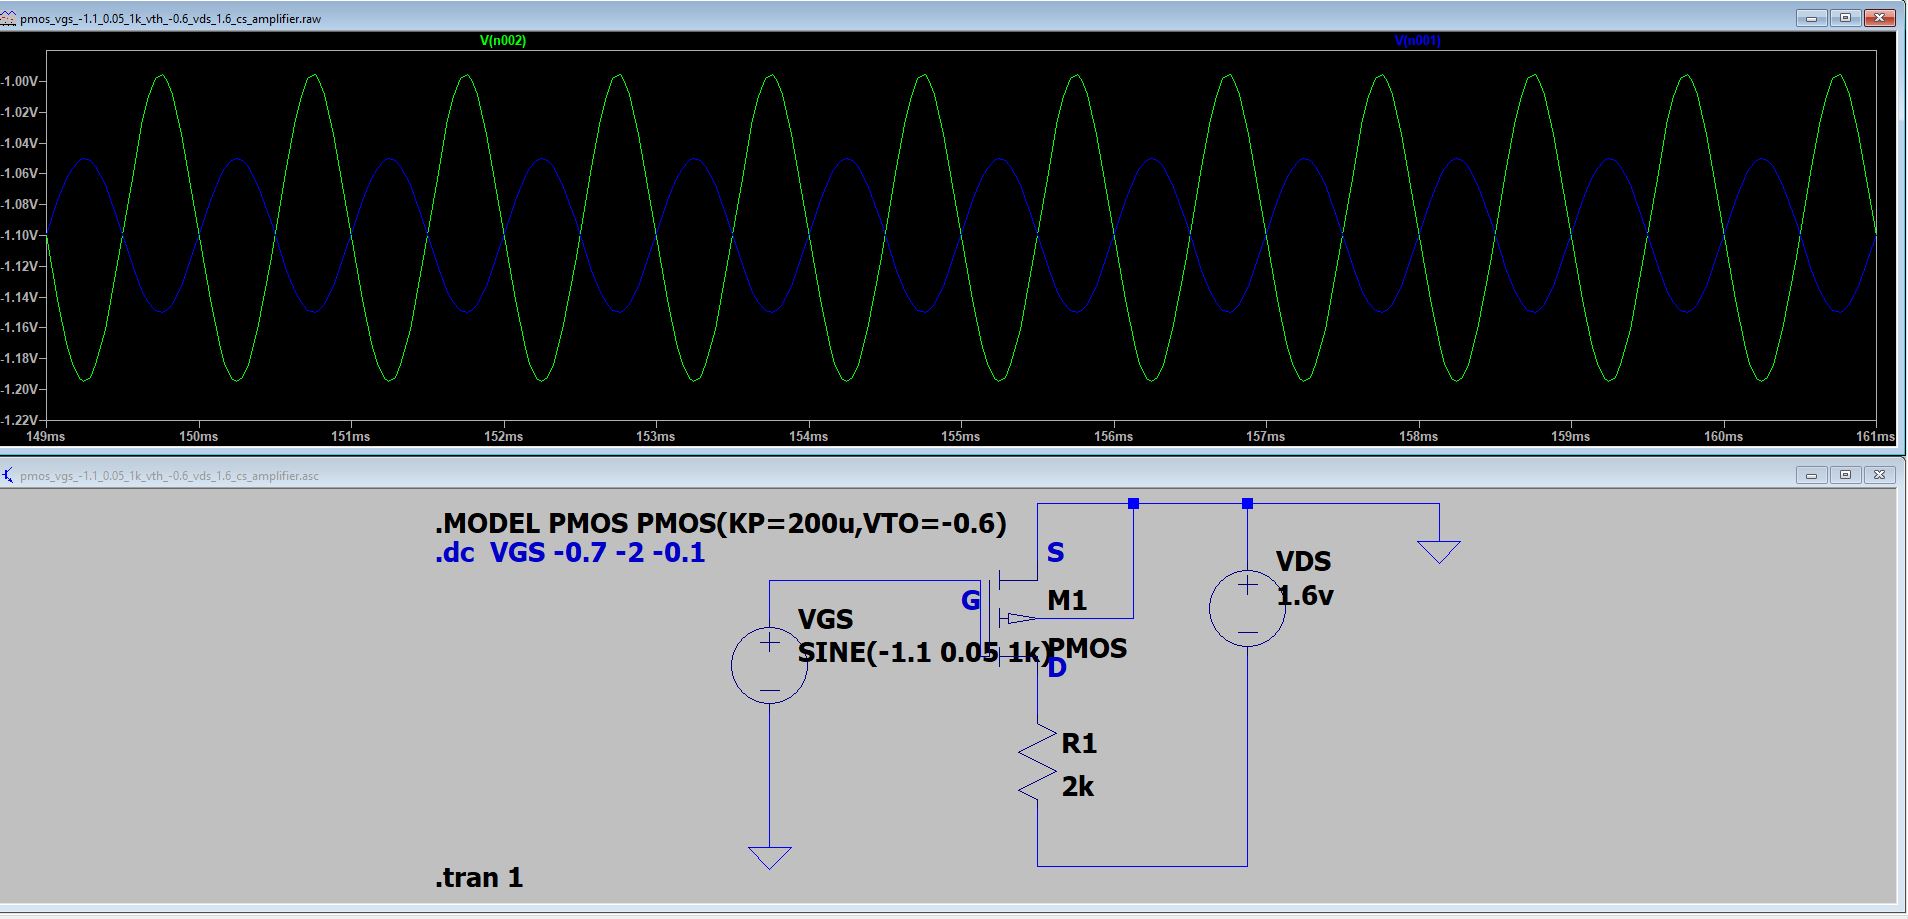 pmos_vgs_-1.1_0.05_1k_vth_-0.6_vds_1.6_cs_amplifier.raw
V(n002)
V(n001)
-1.00V
-1.02V
-1.04V
-1.06V
-1.08V
-1.10V
-1.12V
-1.14V
-1.16V
-1.18V
-1.20V
-1.22V
149ms 150ms 151ms 152ms 153ms 154ms 155ms 156ms 157ms 158ms 159ms 160ms 161ms
pmos_vgs_-1.1_0.05_1k_vth_-0.6_vds_1.6_cs_amplifier.asc
.MODEL PMOS PMOS(KP=200u,VTO=-0.6)
.dc VGS -0.7 -2 -0.1
S
VDS
1.6v
G
M1
VGS
SINE(-1.1 0.05 1k)
PMOS
D
R1
2k
.tran 1